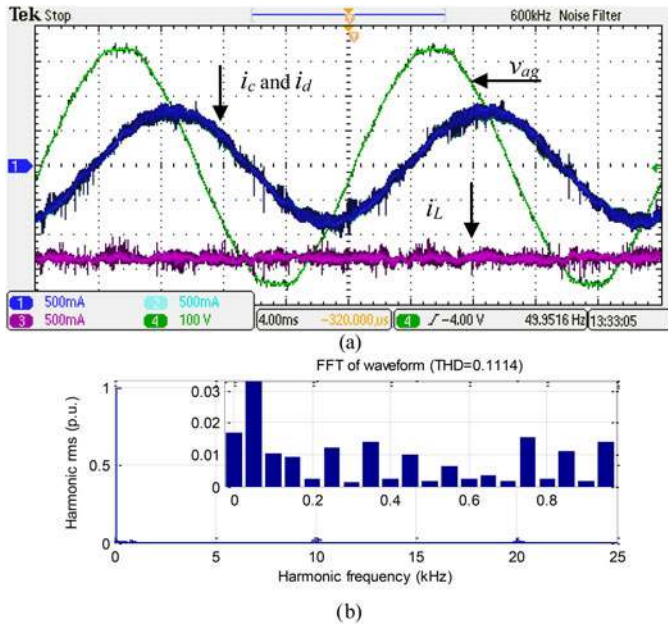 Tek Stop 600kHz Noise Filter
i_c and i_d
v_ag
i_L
1
1 500mA 2 500mA
3 500mA 4 100 V 4.00ms −320.000μs 4 −4.00 V 49.9516 Hz 13:33:05
(a)
FFT of waveform (THD=0.1114)
Harmonic rms (p.u.)
1
0.5
0
0.03
0.02
0.01
0
0 0.2 0.4 0.6 0.8
0 5 10 15 20 25
Harmonic frequency (kHz)
(b)